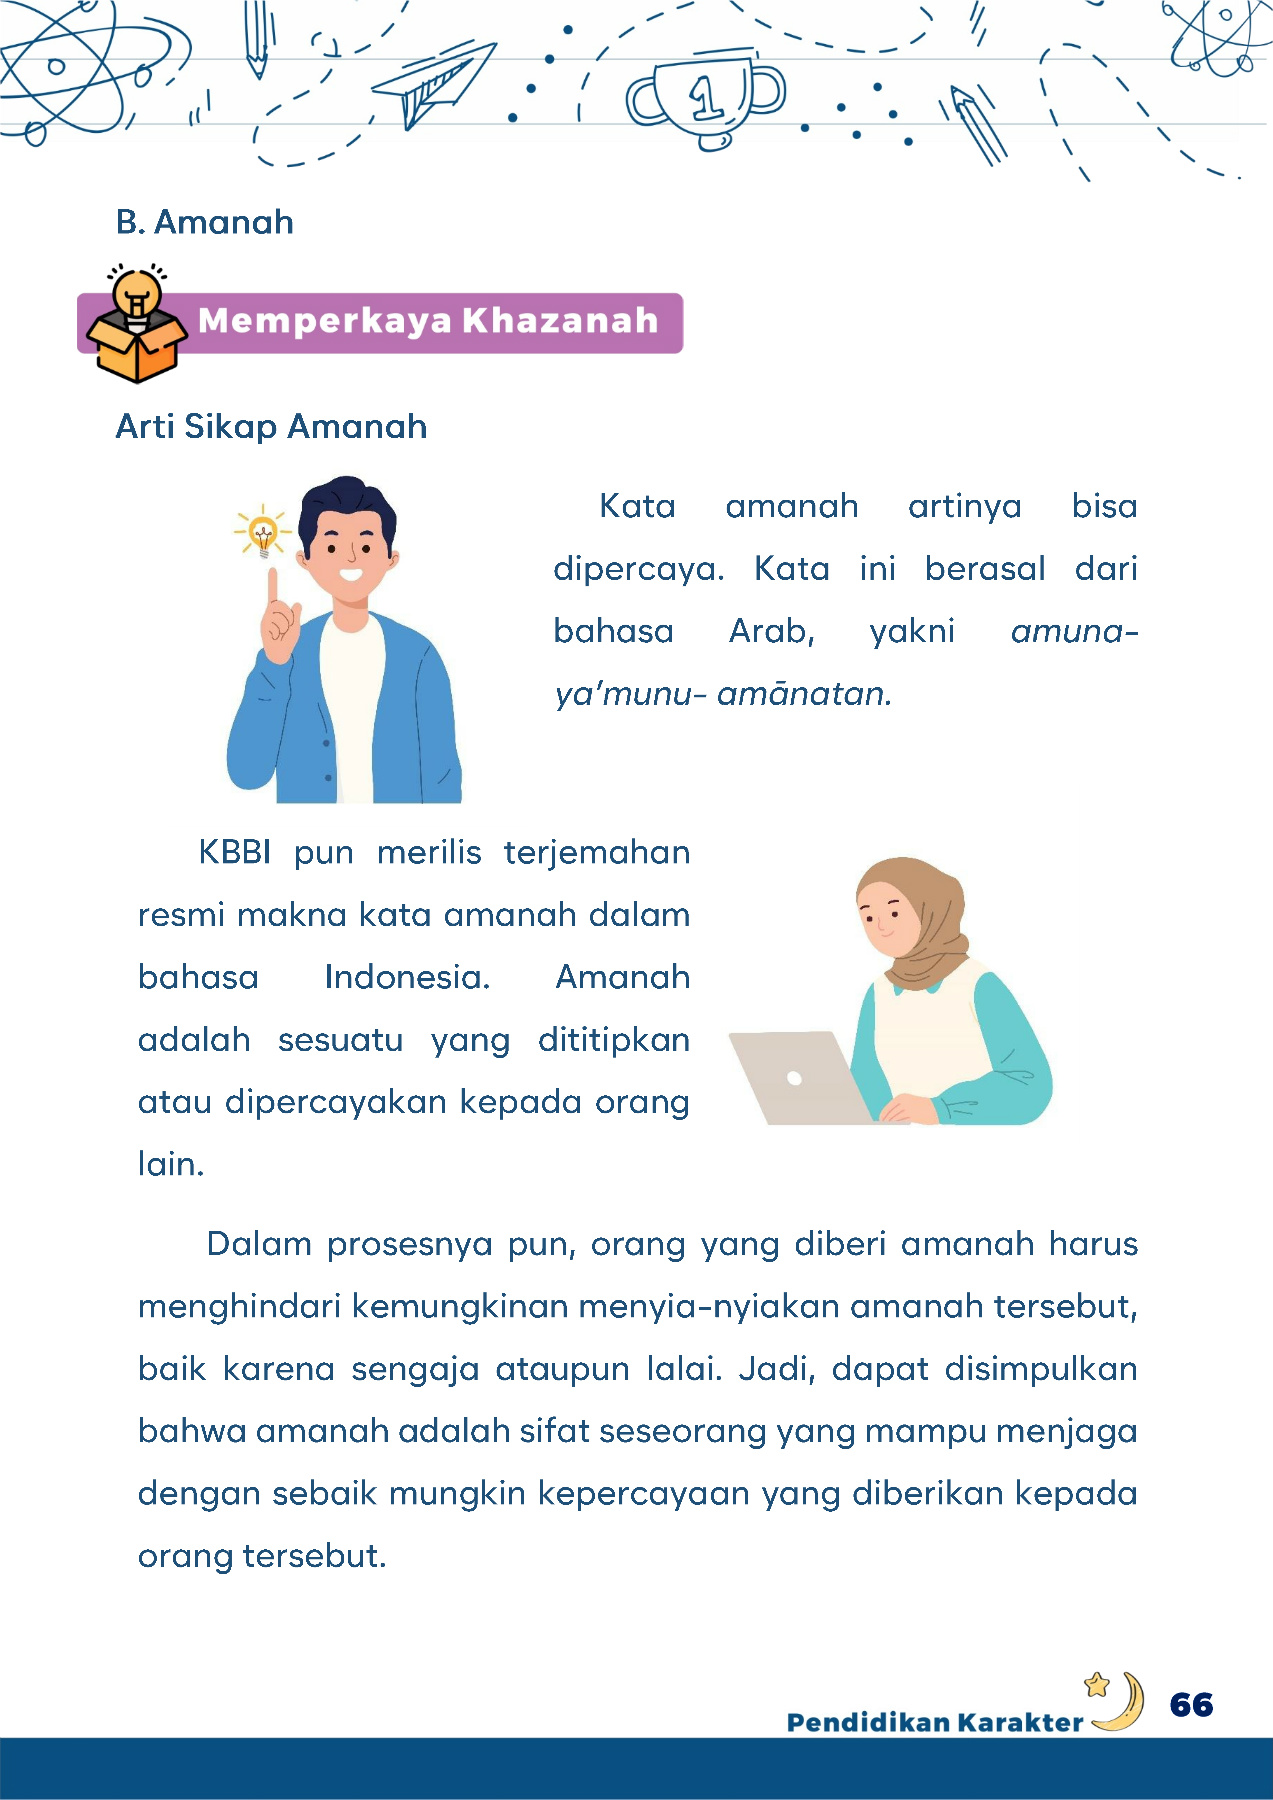 1
B. Amanah
Memperkaya Khazanah
Arti Sikap Amanah
Kata amanah artinya bisa
dipercaya. Kata ini berasal dari
bahasa Arab, yakni amuna-
ya’munu- amānatan.
KBBI pun merilis terjemahan
resmi makna kata amanah dalam
bahasa Indonesia. Amanah
adalah sesuatu yang dititipkan
atau dipercayakan kepada orang
lain.
Dalam prosesnya pun, orang yang diberi amanah harus
menghindari kemungkinan menyia-nyiakan amanah tersebut,
baik karena sengaja ataupun lalai. Jadi, dapat disimpulkan
bahwa amanah adalah sifat seseorang yang mampu menjaga
dengan sebaik mungkin kepercayaan yang diberikan kepada
orang tersebut.
Pendidikan Karakter 66